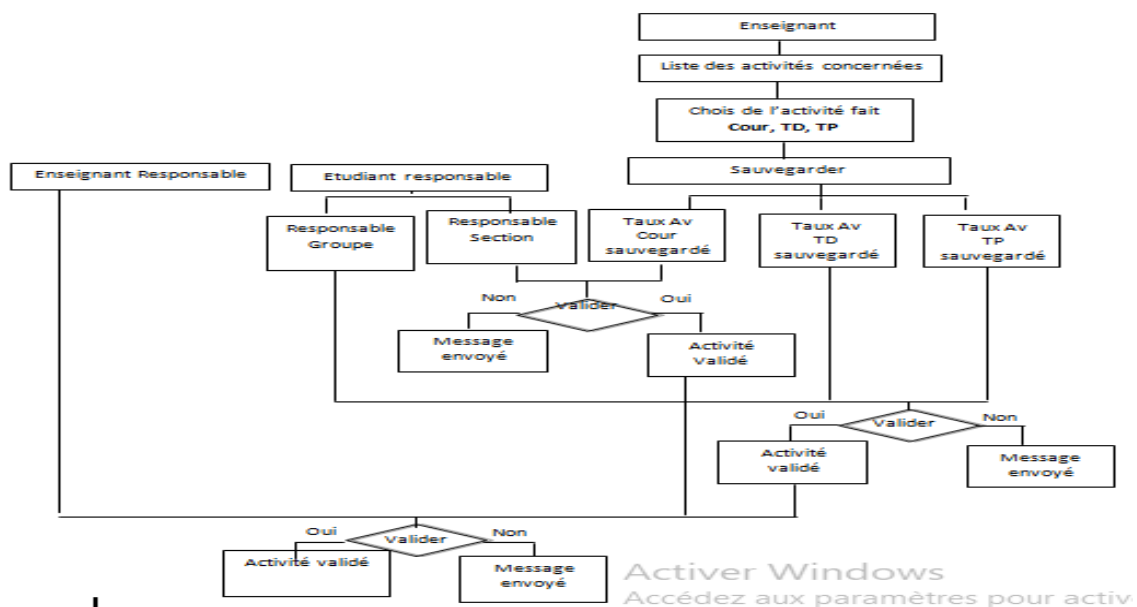 Enseignant
Liste des activités concernées
Chois de l'activité fait
Cour, TD, TP
Sauvegarder
Enseignant Responsable
Etudiant responsable
Responsable
Groupe
Responsable
Section
Taux Av
Cour
sauvegardé
Taux Av
TD
sauvegardé
Taux Av
TP
sauvegardé
Non
Valider
Oui
Message
envoyé
Activité
Validé
Oui
Valider
Non
Activité
validé
Message
envoyé
Oui
Valider
Non
Activité validé
Message
envoyé
Activer Windows
Accédez aux paramètres pour active